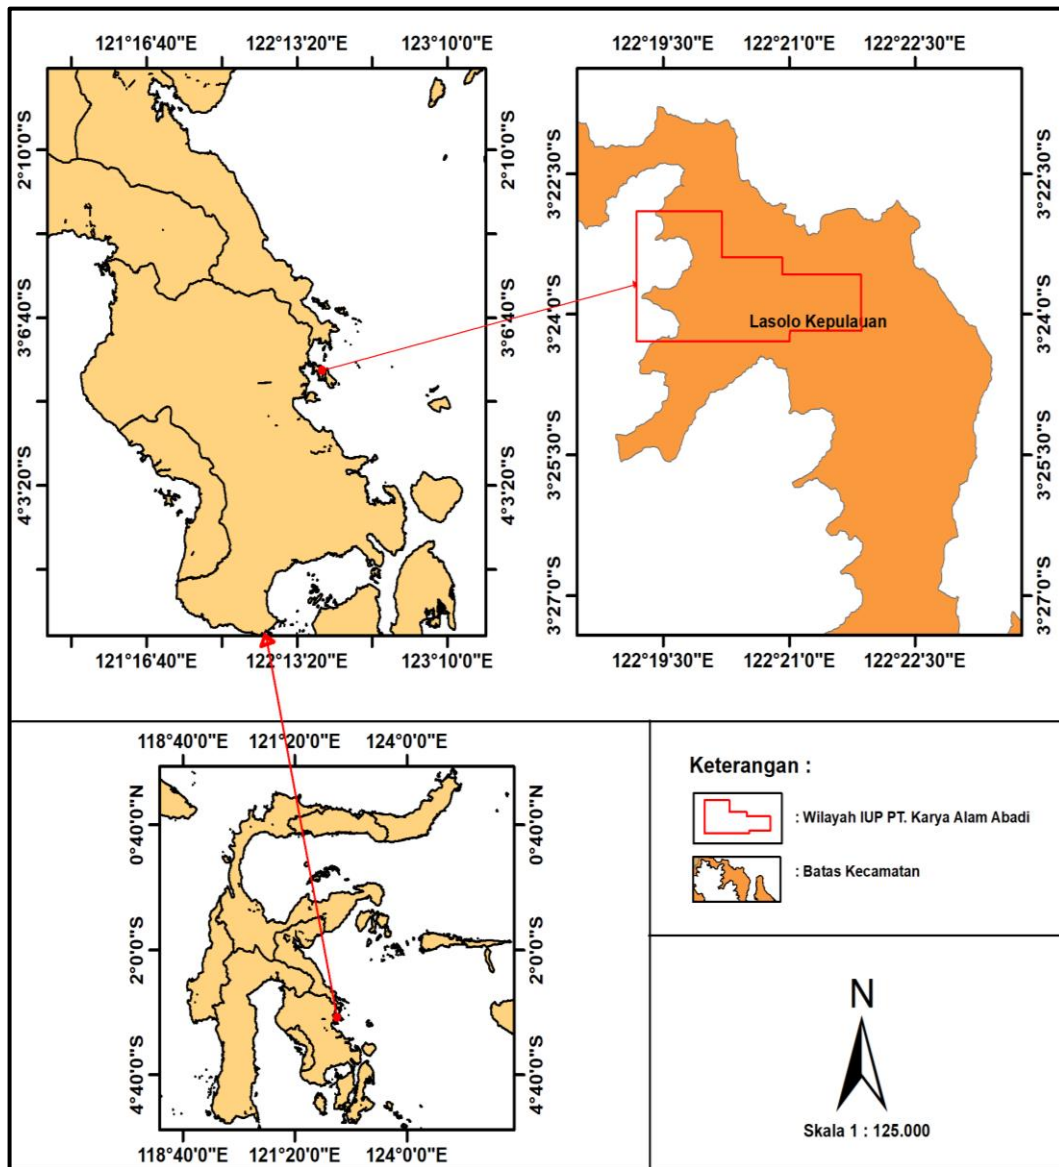 121°16'40"E 122°13'20"E 123°10'0"E
2°10'0"S 2°10'0"S
3°6'40"S 3°6'40"S
4°3'20"S 4°3'20"S
121°16'40"E 122°13'20"E 123°10'0"E
122°19'30"E 122°21'0"E 122°22'30"E
3°22'30"S 3°22'30"S
3°24'0"S 3°24'0"S
3°25'30"S 3°25'30"S
3°27'0"S 3°27'0"S
Lasolo Kepulauan
122°19'30"E 122°21'0"E 122°22'30"E
118°40'0"E 121°20'0"E 124°0'0"E
0°40'0"N 0°40'0"N
2°0'0"S 2°0'0"S
4°40'0"S 4°40'0"S
118°40'0"E 121°20'0"E 124°0'0"E
Keterangan :
: Wilayah IUP PT. Karya Alam Abadi
: Batas Kecamatan
N
Skala 1 : 125.000